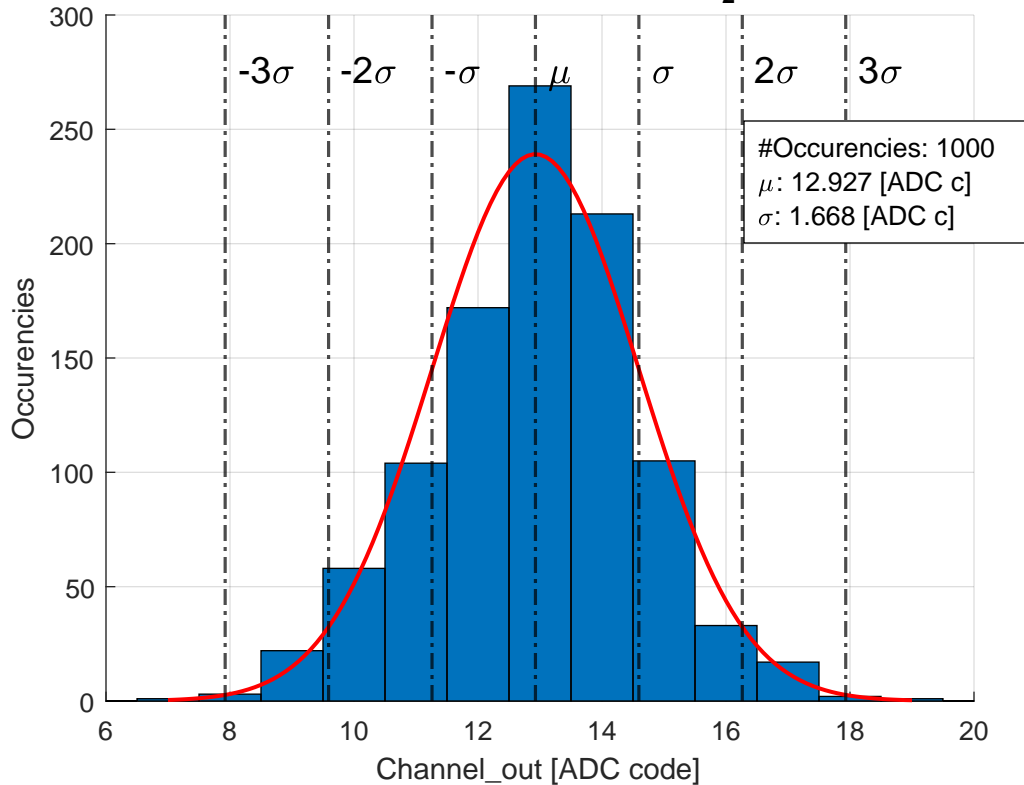 300
-3σ
-2σ
-σ
μ
σ
2σ
3σ
250
#Occurencies: 1000
μ: 12.927 [ADC c]
σ: 1.668 [ADC c]
200
Occurencies
150
100
50
0
6
8
10
12
14
16
18
20
Channel_out [ADC code]